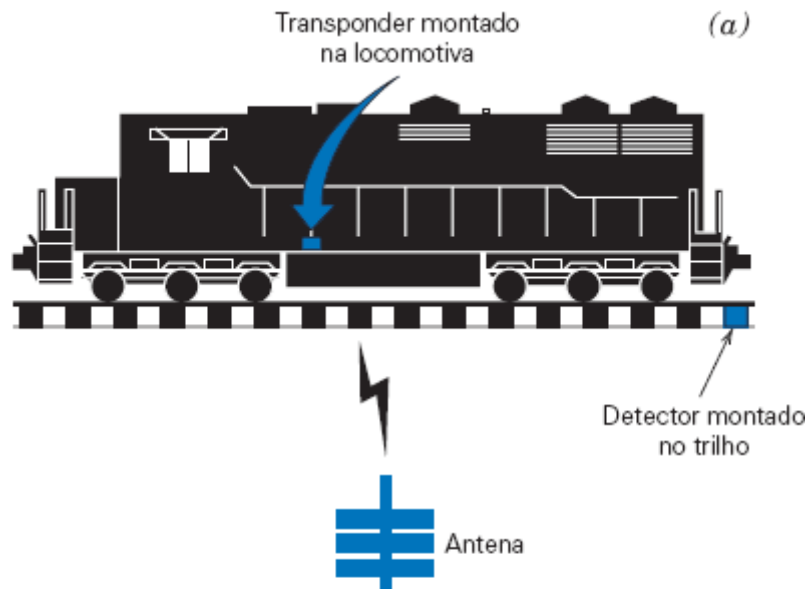 Transponder montado
na locomotiva
(a)
Detector montado
no trilho
Antena